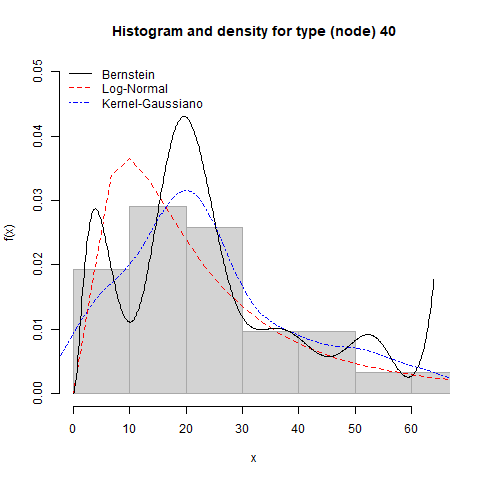 Histogram and density for type (node) 40
Bernstein
Log-Normal
Kernel-Gaussiano
f(x)
0.05
0.04
0.03
0.02
0.01
0.00
0 10 20 30 40 50 60
x